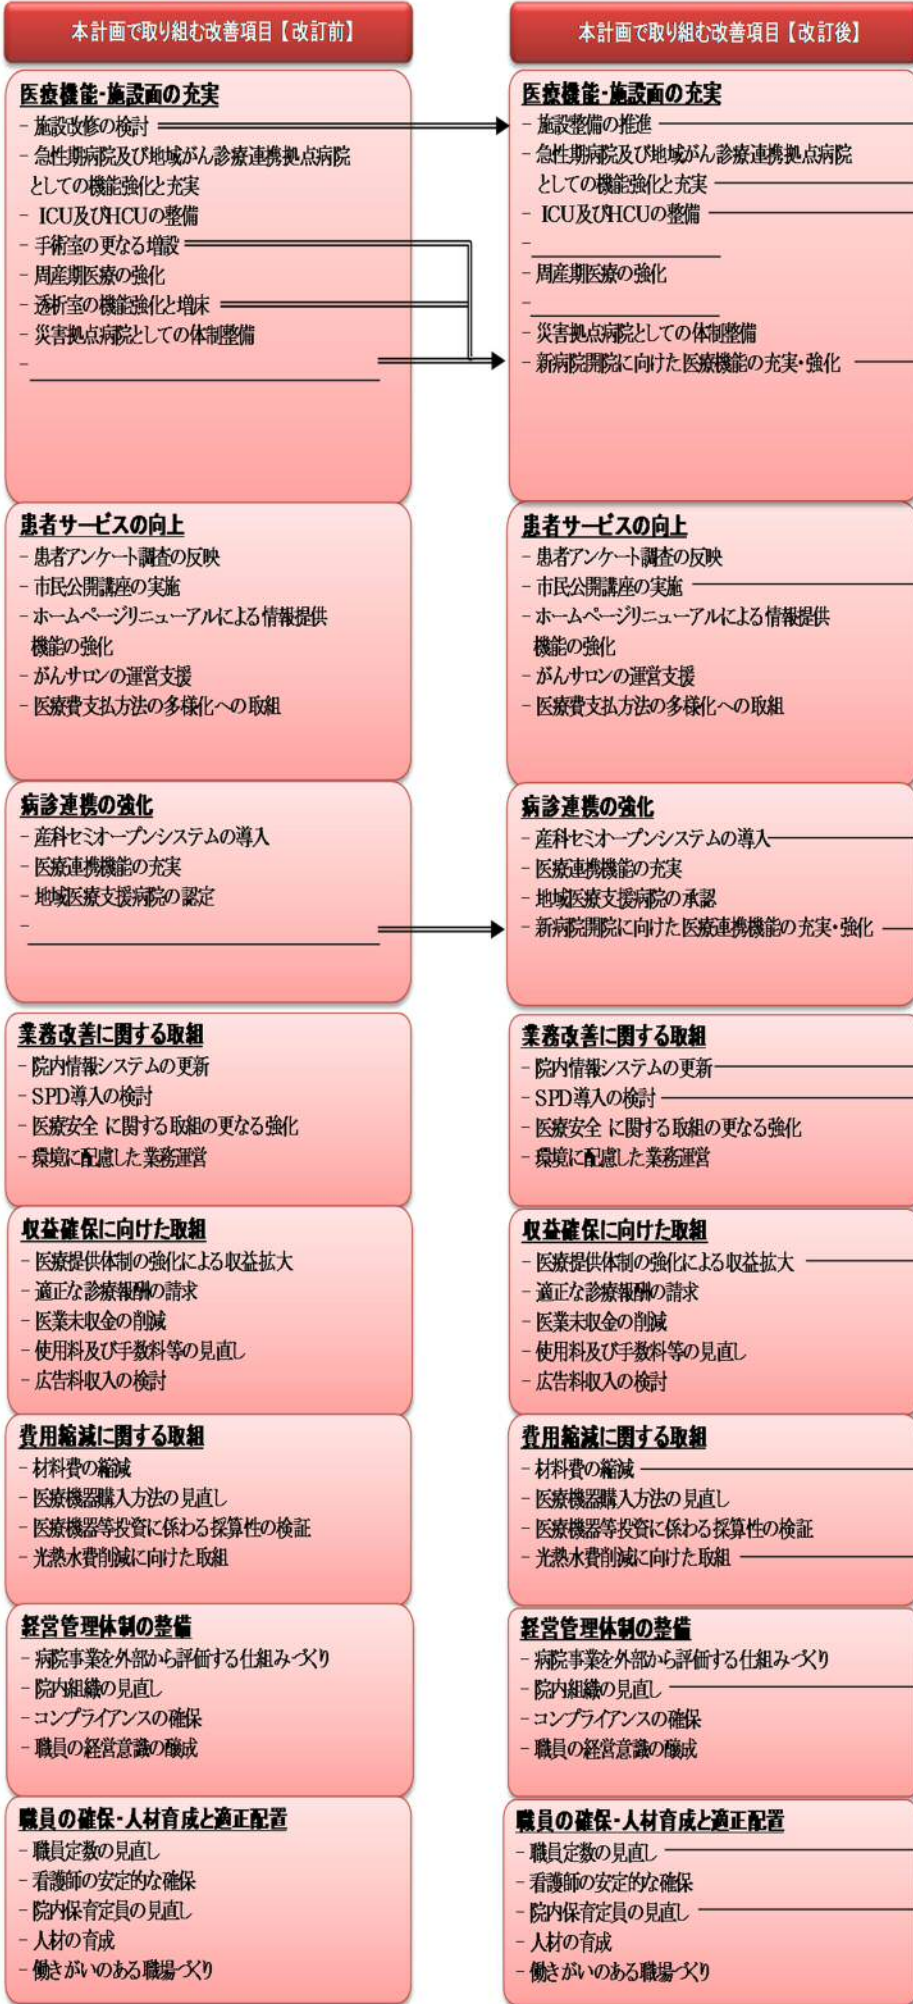 本計画で取り組む改善項目【改訂前】
医療機能・施設面の充実
- 施設改修の検討
- 急性期病院及び地域がん診療連携拠点病院
としての機能強化と充実
- ICU及びHCUの整備
- 手術室の更なる増設
- 周産期医療の強化
- 透析室の機能強化と増床
- 災害拠点病院としての体制整備
-
患者サービスの向上
- 患者アンケート調査の反映
- 市民公開講座の実施
- ホームページリニューアルによる情報提供
機能の強化
- がんサロンの運営支援
- 医療費支払方法の多様化への取組
病診連携の強化
- 産科セミオープンシステムの導入
- 医療連携機能の充実
- 地域医療支援病院の認定
-
業務改善に関する取組
- 院内情報システムの更新
- SPD導入の検討
- 医療安全 に関する取組の更なる強化
- 環境に配慮した業務運営
収益確保に向けた取組
- 医療提供体制の強化による収益拡大
- 適正な診療報酬の請求
- 医業未収金の削減
- 使用料及び手数料等の見直し
- 広告料収入の検討
費用縮減に関する取組
- 材料費の縮減
- 医療機器購入方法の見直し
- 医療機器等投資に係わる採算性の検証
- 光熱水費削減に向けた取組
経営管理体制の整備
- 病院事業を外部から評価する仕組みづくり
- 院内組織の見直し
- コンプライアンスの確保
- 職員の経営意識の醸成
職員の確保・人材育成と適正配置
- 職員定数の見直し
- 看護師の安定的な確保
- 院内保育定員の見直し
- 人材の育成
- 働きがいのある職場づくり
本計画で取り組む改善項目【改訂後】
医療機能・施設面の充実
- 施設整備の推進
- 急性期病院及び地域がん診療連携拠点病院
としての機能強化と充実
- ICU及びHCUの整備
-
- 周産期医療の強化
-
- 災害拠点病院としての体制整備
- 新病院開院に向けた医療機能の充実・強化
患者サービスの向上
- 患者アンケート調査の反映
- 市民公開講座の実施
- ホームページリニューアルによる情報提供
機能の強化
- がんサロンの運営支援
- 医療費支払方法の多様化への取組
病診連携の強化
- 産科セミオープンシステムの導入
- 医療連携機能の充実
- 地域医療支援病院の承認
- 新病院開院に向けた医療連携機能の充実・強化
業務改善に関する取組
- 院内情報システムの更新
- SPD導入の検討
- 医療安全 に関する取組の更なる強化
- 環境に配慮した業務運営
収益確保に向けた取組
- 医療提供体制の強化による収益拡大
- 適正な診療報酬の請求
- 医業未収金の削減
- 使用料及び手数料等の見直し
- 広告料収入の検討
費用縮減に関する取組
- 材料費の縮減
- 医療機器購入方法の見直し
- 医療機器等投資に係わる採算性の検証
- 光熱水費削減に向けた取組
経営管理体制の整備
- 病院事業を外部から評価する仕組みづくり
- 院内組織の見直し
- コンプライアンスの確保
- 職員の経営意識の醸成
職員の確保・人材育成と適正配置
- 職員定数の見直し
- 看護師の安定的な確保
- 院内保育定員の見直し
- 人材の育成
- 働きがいのある職場づくり